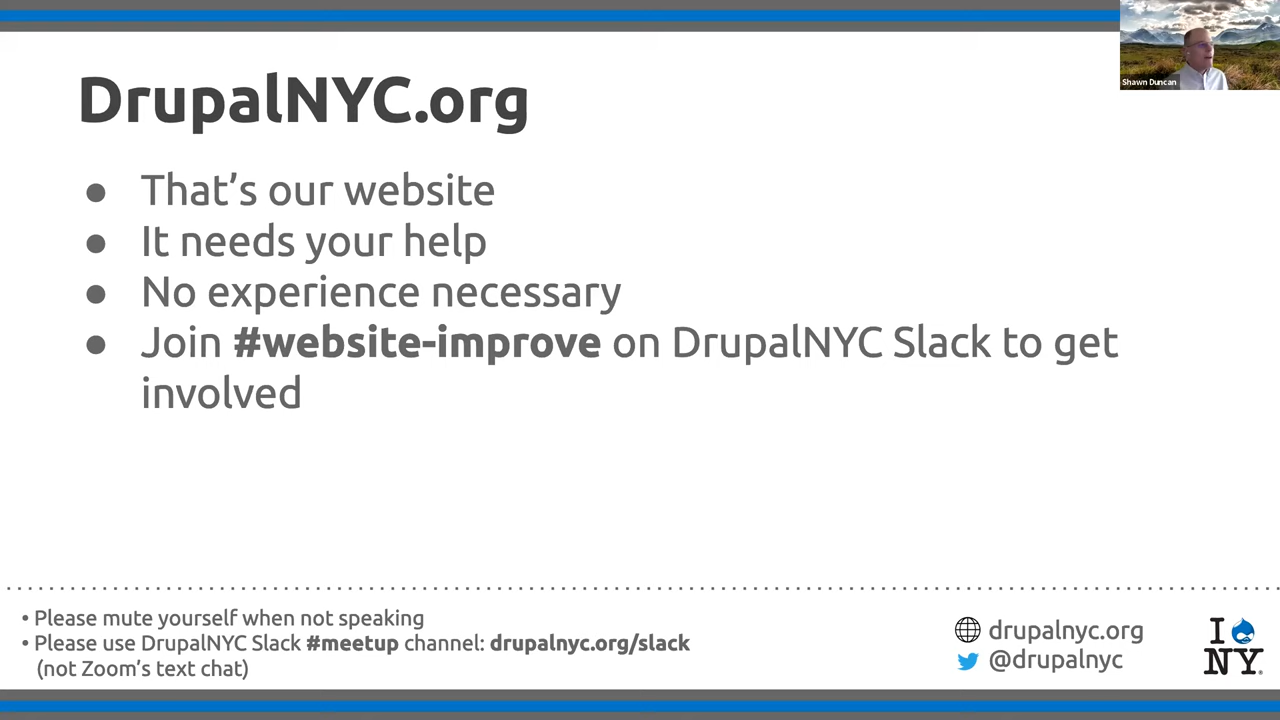 Shawn Duncan
DrupalNYC.org
● That’s our website
● It needs your help
● No experience necessary
● Join #website-improve on DrupalNYC Slack to get
involved
• Please mute yourself when not speaking
• Please use DrupalNYC Slack #meetup channel: drupalnyc.org/slack
(not Zoom’s text chat)
drupalnyc.org
@drupalnyc
I
NY®